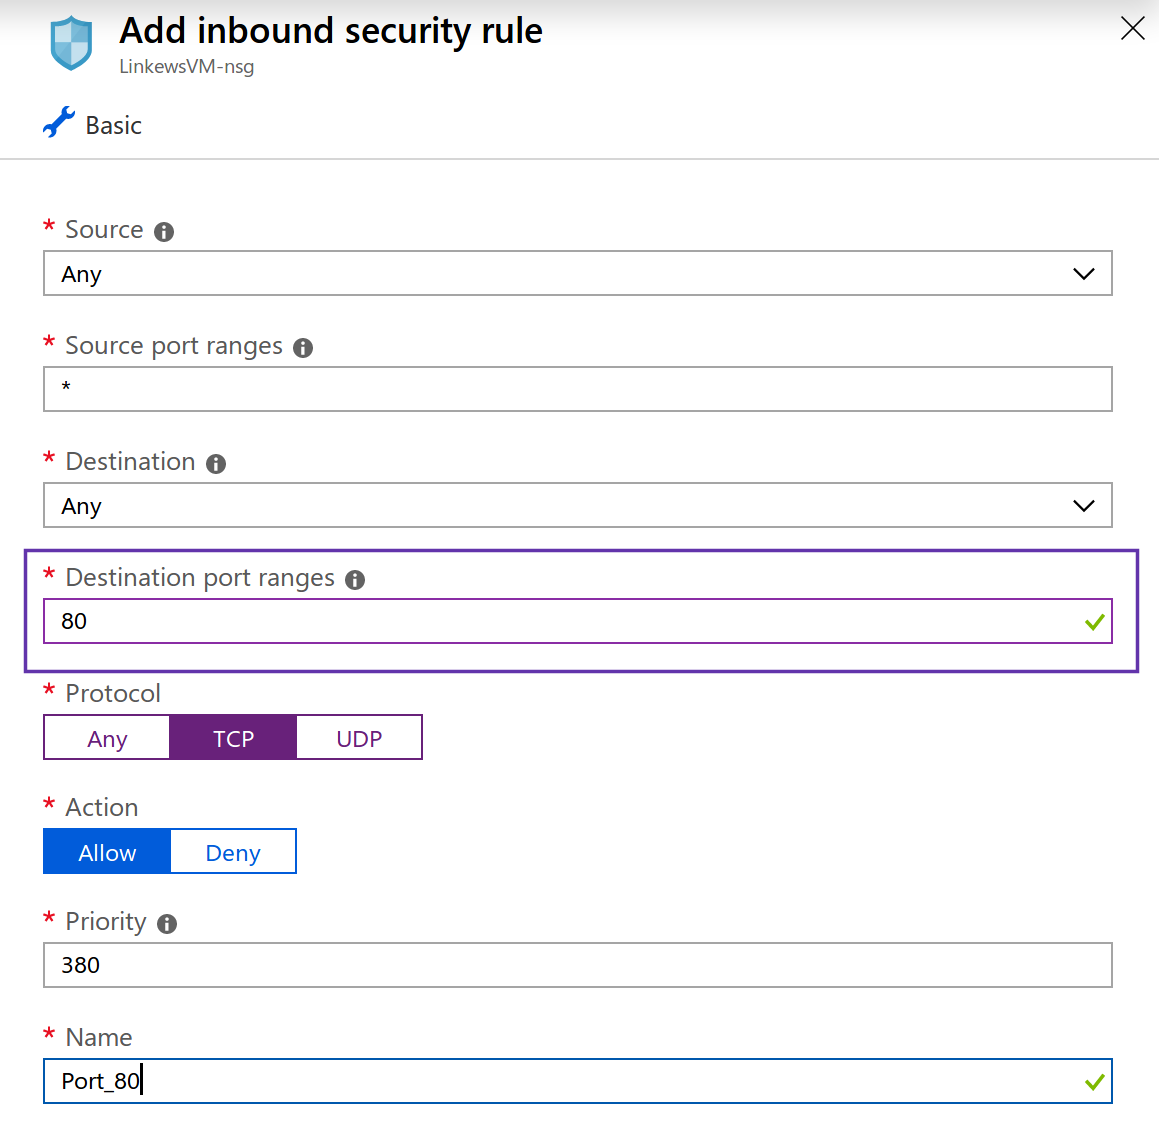 Add inbound security rule
LinkewsVM-nsg
Basic
* Source
Any
* Source port ranges
*
* Destination
Any
* Destination port ranges
80
* Protocol
Any TCP UDP
* Action
Allow Deny
* Priority
380
* Name
Port_80